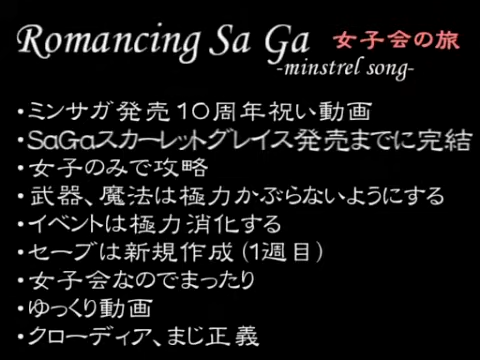 Romancing Sa Ga 女子会の旅
-minstrel song-
・ミンサガ発売１０周年祝い動画
・SaGaスカーレットグレイス発売までに完結
・女子のみで攻略
・武器、魔法は極力かぶらないようにする
・イベントは極力消化する
・セーブは新規作成(1週目)
・女子会なのでまったり
・ゆっくり動画
・クローディア、まじ正義